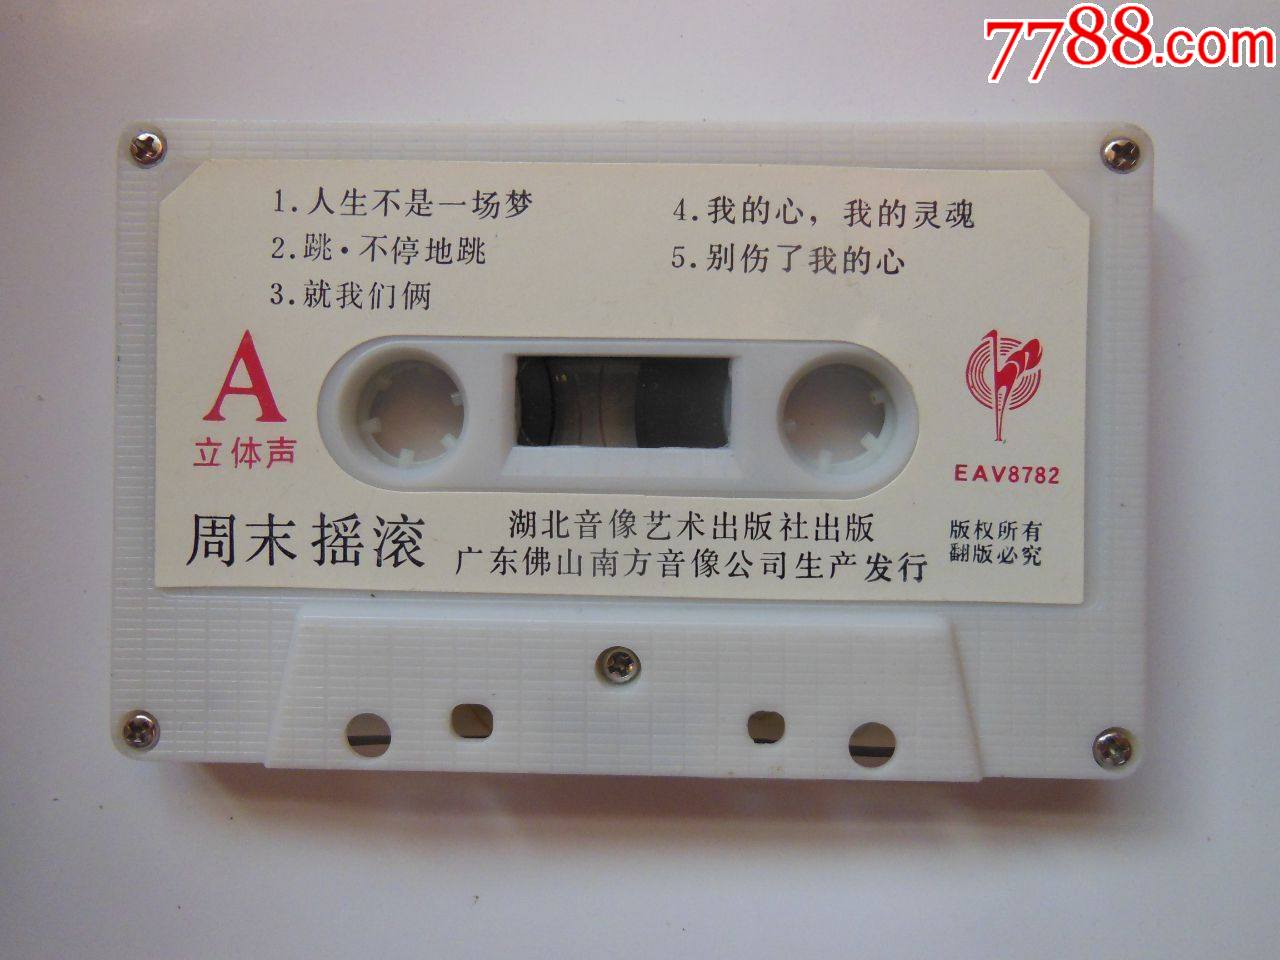 7788.com
1.人生不是一场梦
2.跳·不停地跳
3.就我们俩
4.我的心，我的灵魂
5.别伤了我的心
A
立体声
EAV8782
周末摇滚
湖北音像艺术出版社出版
广东佛山南方音像公司生产发行
版权所有
翻版必究